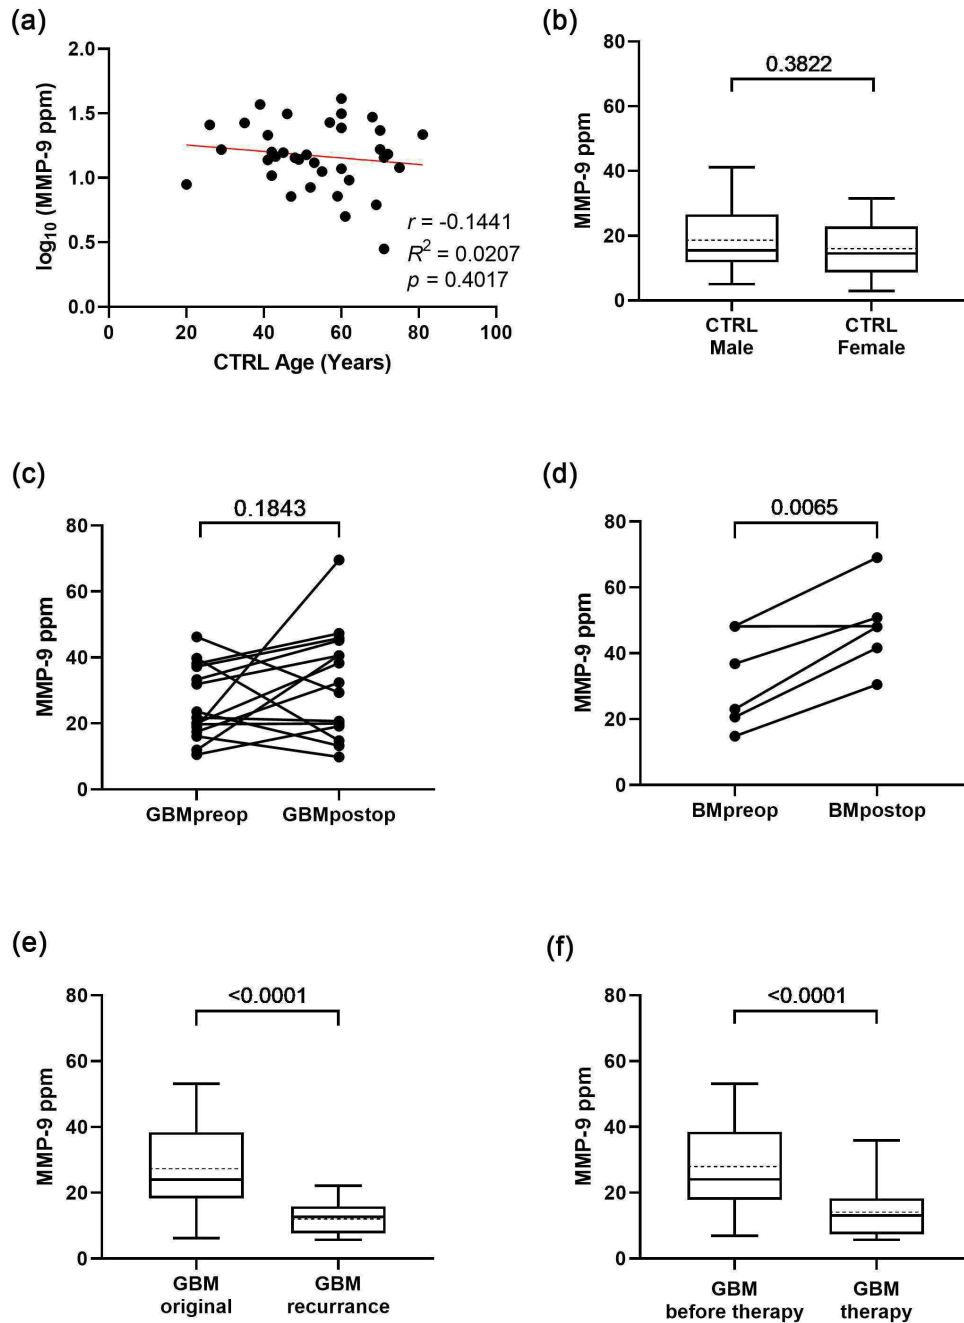 (a)
2.0
1.5
1.0
0.5
0.0
log10 (MMP-9 ppm)
r = -0.1441
R² = 0.0207
p = 0.4017
0 20 40 60 80 100
CTRL Age (Years)
(b)
80
60
40
20
0
MMP-9 ppm
0.3822
CTRL Male
CTRL Female
(c)
80
60
40
20
0
MMP-9 ppm
0.1843
GBMpreop GBMpostop
(d)
80
60
40
20
0
MMP-9 ppm
0.0065
BMpreop BMpostop
(e)
80
60
40
20
0
MMP-9 ppm
<0.0001
GBM original
GBM recurrance
(f)
80
60
40
20
0
MMP-9 ppm
<0.0001
GBM before therapy
GBM therapy